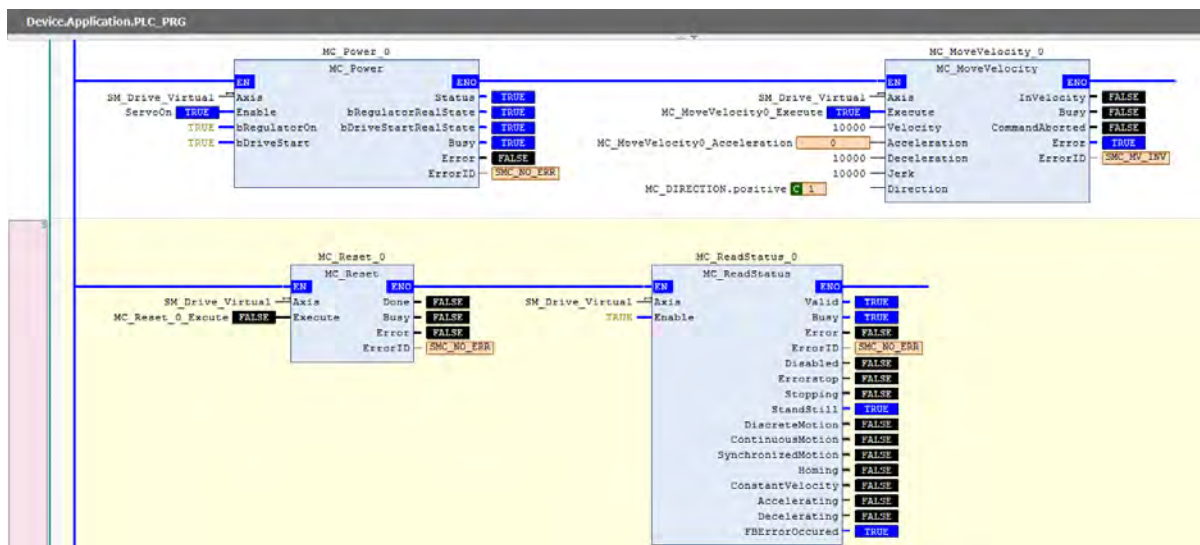 Device.Application.PLC_PRG
MC_Power_0
MC_Power
EN ENO
SM_Drive_Virtual Axis Status TRUE
ServoOn TRUE Enable bRegulatorRealState TRUE
TRUE bRegulatorOn bDriveStartRealState TRUE
TRUE bDriveStart Busy TRUE
Error FALSE
ErrorID SMC_NO_ERR
MC_MoveVelocity_0
MC_MoveVelocity
EN ENO
SM_Drive_Virtual Axis InVelocity FALSE
MC_MoveVelocity0_Execute TRUE Execute Busy FALSE
10000 Velocity CommandAborted FALSE
MC_MoveVelocity0_Acceleration 0 Acceleration Error TRUE
10000 Deceleration ErrorID SMC_MV_INV
10000 Jerk
MC_DIRECTION.positive C 1 Direction
3
MC_Reset_0
MC_Reset
EN ENO
SM_Drive_Virtual Axis Done FALSE
MC_Reset_0_Excute FALSE Execute Busy FALSE
Error FALSE
ErrorID SMC_NO_ERR
MC_ReadStatus_0
MC_ReadStatus
EN ENO
SM_Drive_Virtual Axis Valid TRUE
TRUE Enable Busy TRUE
Error FALSE
ErrorID SMC_NO_ERR
Disabled FALSE
Errorstop FALSE
Stopping FALSE
StandStill TRUE
DiscreteMotion FALSE
ContinuousMotion FALSE
SynchronizedMotion FALSE
Homing FALSE
ConstantVelocity FALSE
Accelerating FALSE
Decelerating FALSE
FBErrorOccured TRUE